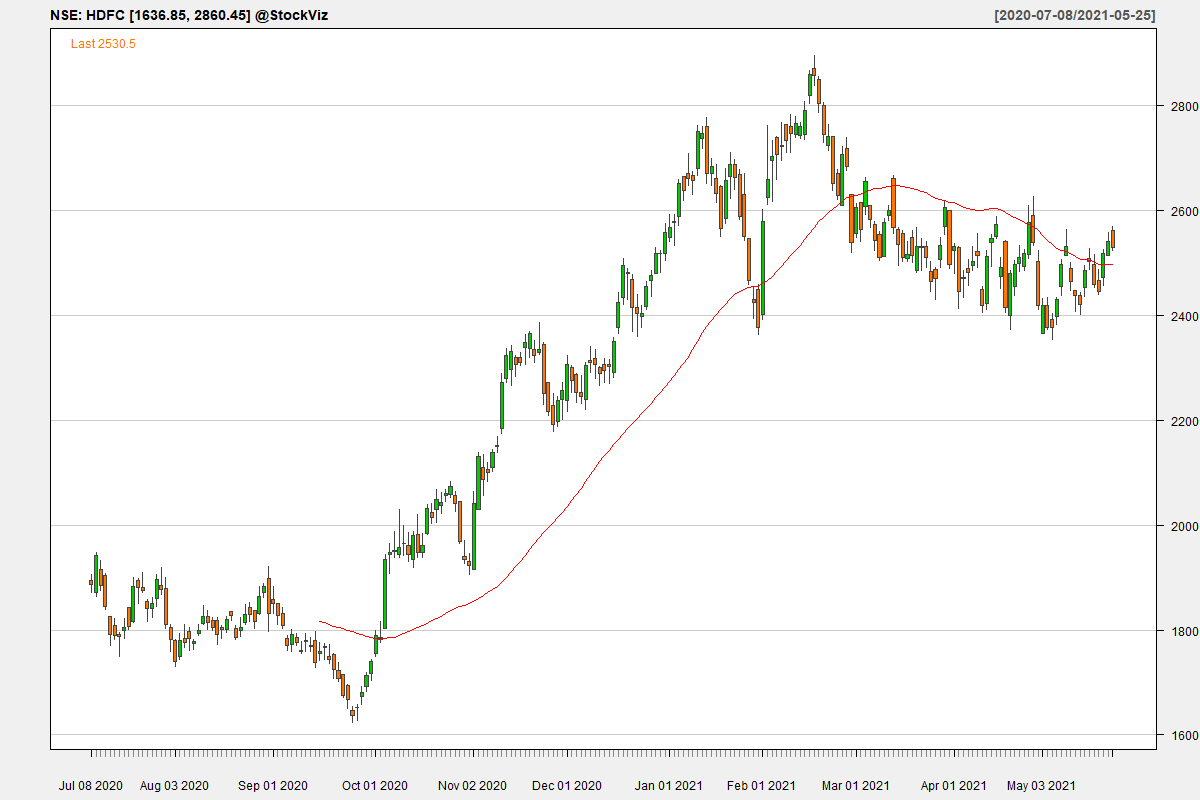 NSE: HDFC [1636.85, 2860.45] @StockViz [2020-07-08/2021-05-25]
Last 2530.5
2800
2600
2400
2200
2000
1800
1600
Jul 08 2020 Aug 03 2020 Sep 01 2020 Oct 01 2020 Nov 02 2020 Dec 01 2020 Jan 01 2021 Feb 01 2021 Mar 01 2021 Apr 01 2021 May 03 2021